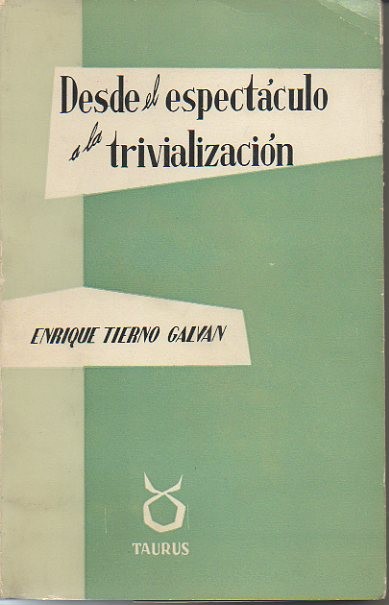 Desde el espectáculo
a la trivialización
ENRIQUE TIERNO GALVAN
TAURUS